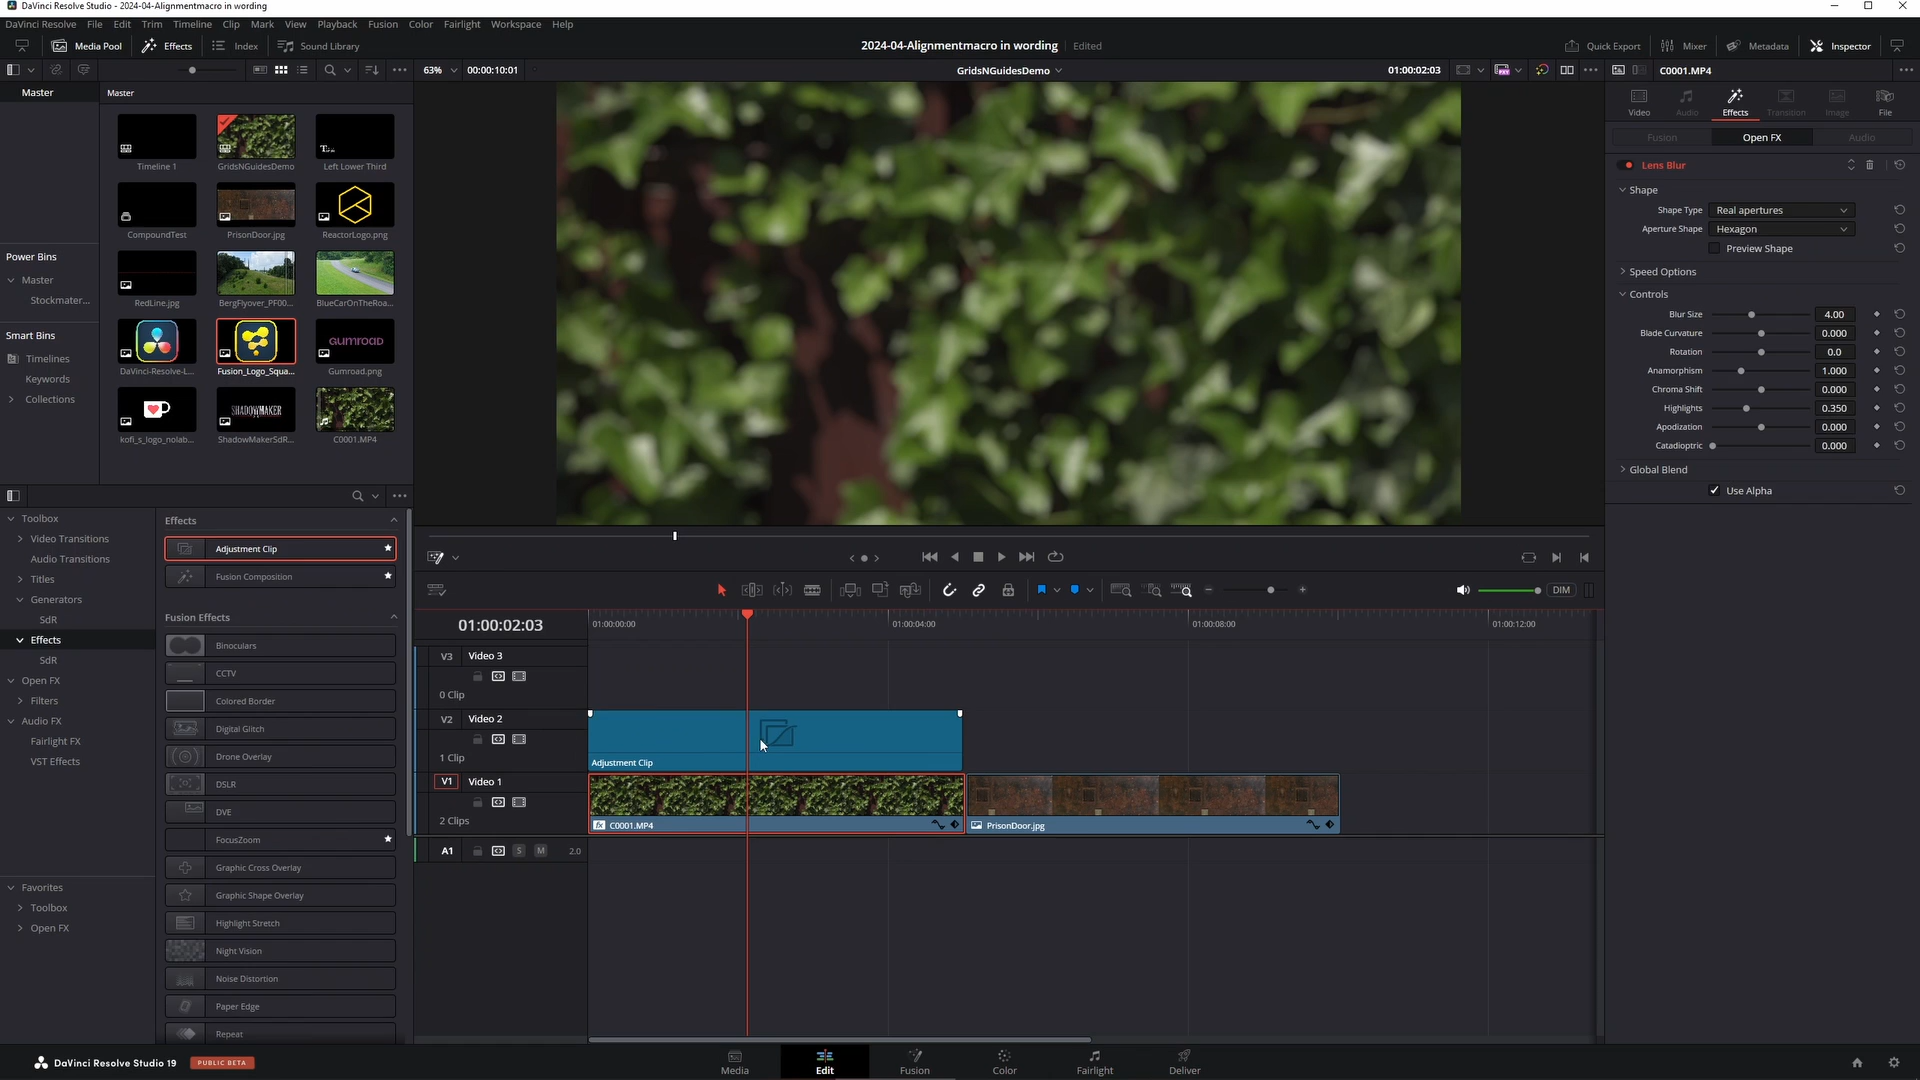 DaVinci Resolve Studio - 2024-04-Alignmentmacro in wording
DaVinci Resolve File Edit Trim Timeline Clip Mark View Playback Fusion Color Fairlight Workspace Help
Media Pool Effects Index Sound Library 2024-04-Alignmentmacro in wording Edited Quick Export Mixer Metadata Inspector
63% 00:00:10:01 GridsNGuidesDemo 01:00:02:03 C0001.MP4
Master Master
Timeline 1 GridsNGuidesDemo Left Lower Third
CompoundTest PrisonDoor.jpg ReactorLogo.png
RedLine.jpg BergFlyover_PF00... BlueCarOnTheRoa...
GUMROAD
DaVinci-Resolve-L... Fusion_Logo_Squa... Gumroad.png
SHADOWMAKER
kofi_s_logo_nolab... ShadowMakerSdR... C0001.MP4
Power Bins
Master
Stockmater...
Smart Bins
Timelines
Keywords
Collections
Video Audio Effects Transition Image File
Fusion Open FX Audio
Lens Blur
Shape
Shape Type Real apertures
Aperture Shape Hexagon
Preview Shape
Speed Options
Controls
Blur Size 4.00
Blade Curvature 0.000
Rotation 0.0
Anamorphism 1.000
Chroma Shift 0.000
Highlights 0.350
Apodization 0.000
Catadioptric 0.000
Global Blend
Use Alpha
Toolbox
Video Transitions
Audio Transitions
Titles
Generators
SdR
Effects
SdR
Open FX
Filters
Audio FX
Fairlight FX
VST Effects
Favorites
Toolbox
Open FX
Effects
Adjustment Clip
Fusion Composition
Fusion Effects
Binoculars
CCTV
Colored Border
Digital Glitch
Drone Overlay
DSLR
DVE
FocusZoom
Graphic Cross Overlay
Graphic Shape Overlay
Highlight Stretch
Night Vision
Noise Distortion
Paper Edge
Repeat
DIM
01:00:02:03 01:00:00:00 01:00:04:00 01:00:08:00 01:00:12:00
V3 Video 3
0 Clip
V2 Video 2
1 Clip
Adjustment Clip
V1 Video 1
2 Clips
C0001.MP4 PrisonDoor.jpg
A1 S M 2.0
DaVinci Resolve Studio 19 PUBLIC BETA
Media Edit Fusion Color Fairlight Deliver